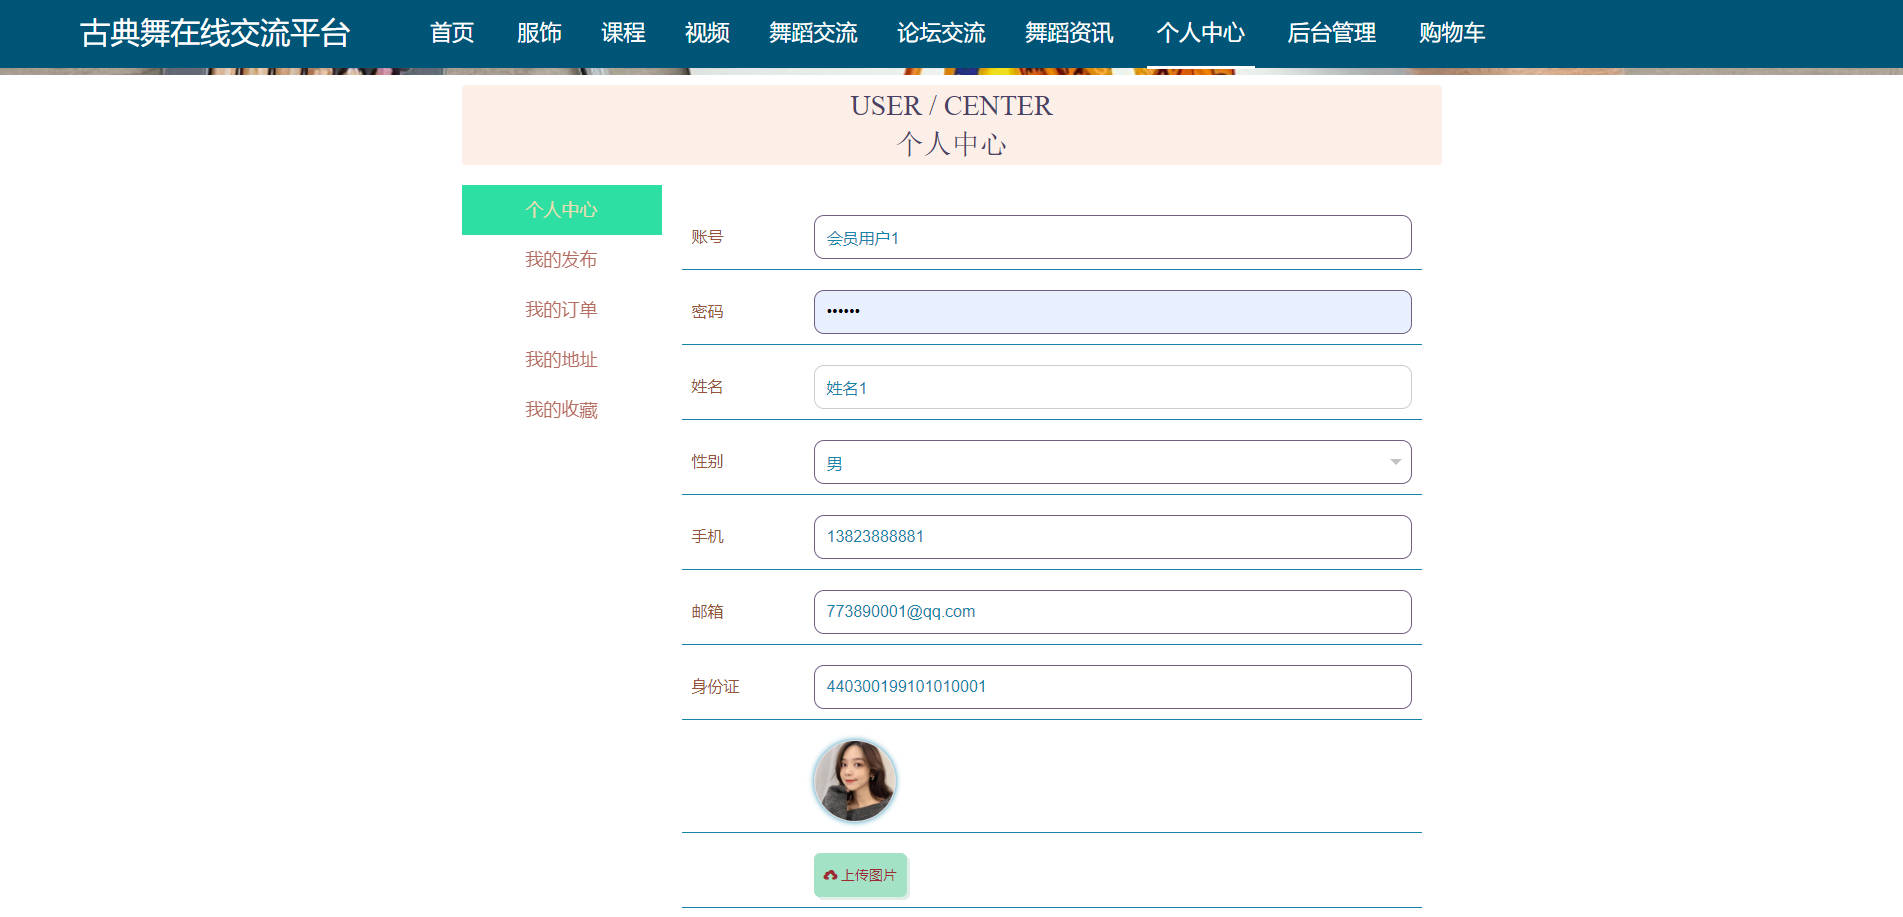 古典舞在线交流平台 首页 服饰 课程 视频 舞蹈交流 论坛交流 舞蹈资讯 个人中心 后台管理 购物车
USER / CENTER
个人中心
个人中心
我的发布
我的订单
我的地址
我的收藏
账号 会员用户1
密码 ••••••
姓名 姓名1
性别 男
手机 13823888881
邮箱 773890001@qq.com
身份证 440300199101010001
上传图片